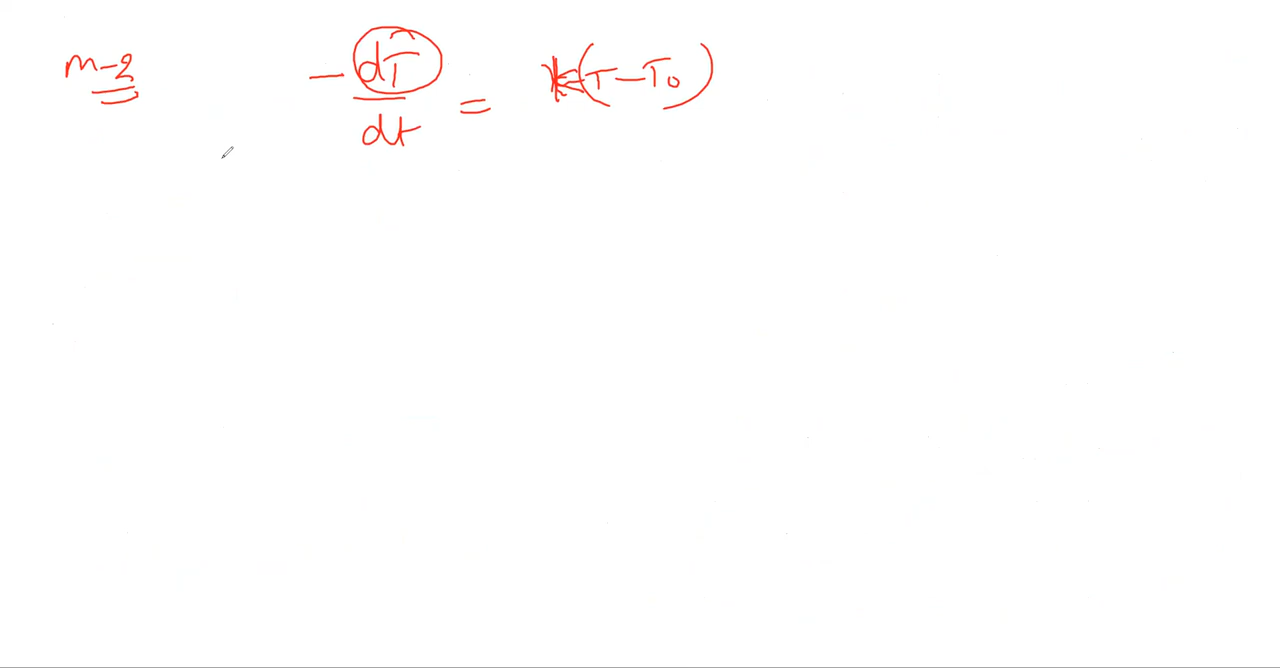 m-2
- dT/dt = k(T-T₀)